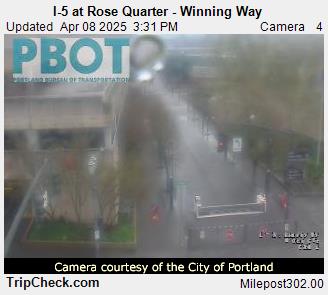 I-5 at Rose Quarter - Winning Way
Updated Apr 08 2025 3:31 PM Camera 4
PBOT
PORTLAND BUREAU OF TRANSPORTATION
Camera courtesy of the City of Portland
TripCheck.com Milepost302.00